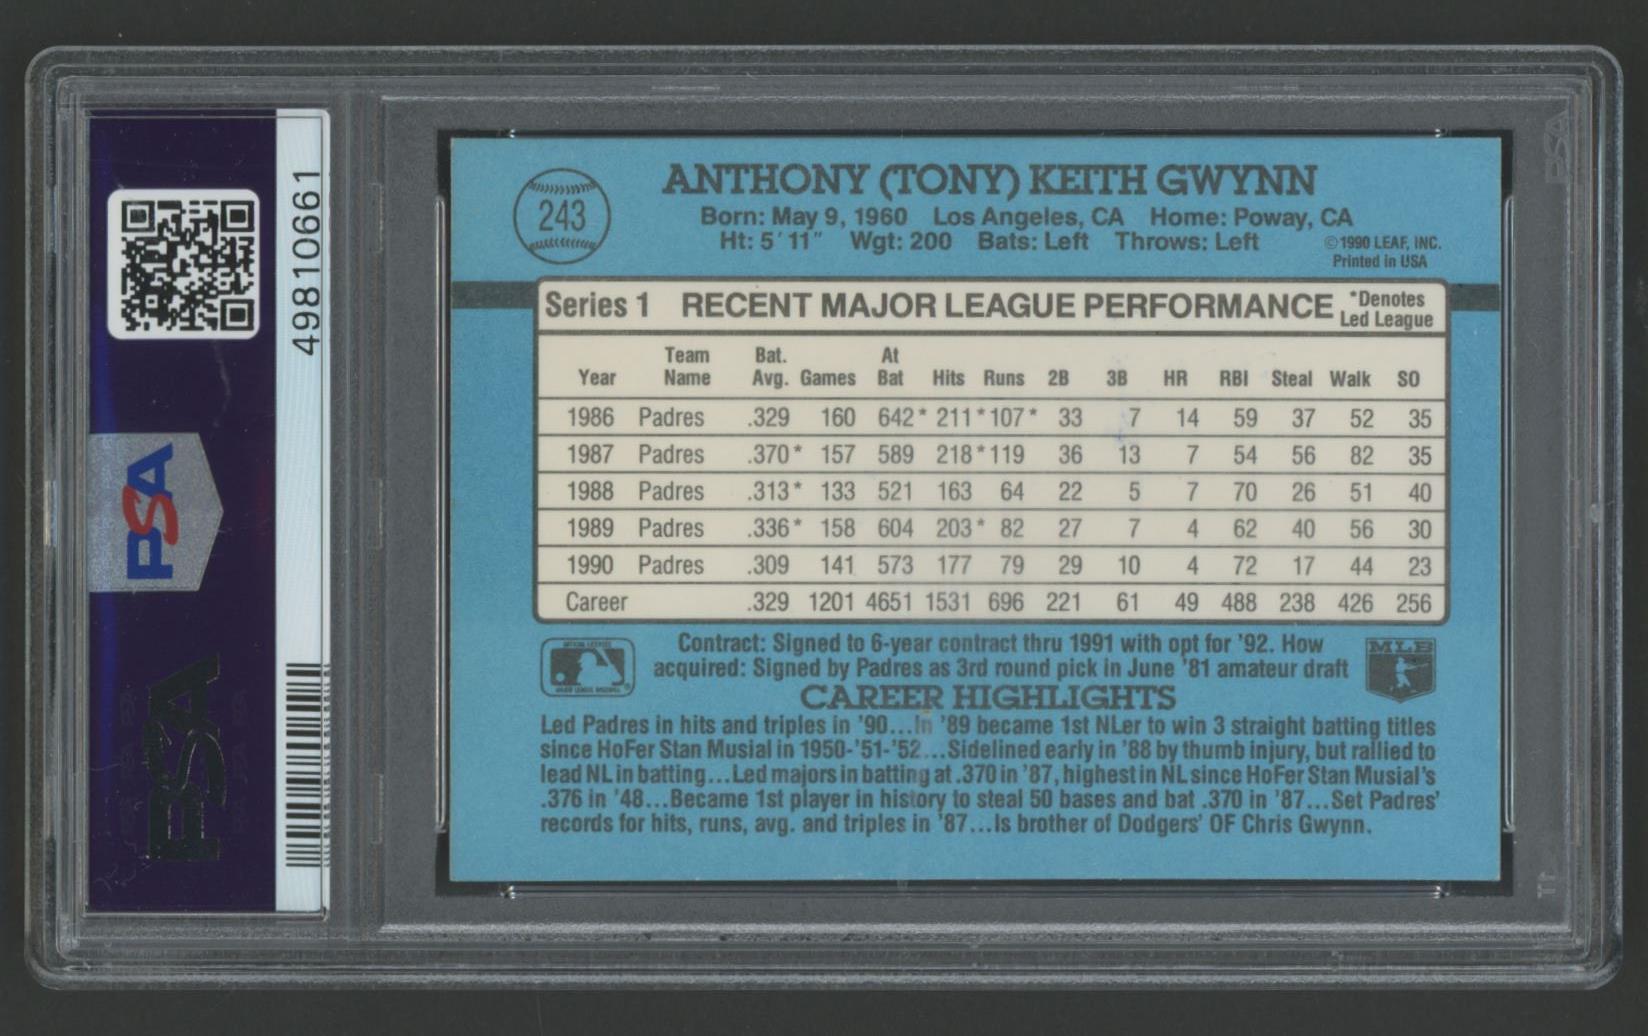 49810661
PSA
PSA
243
ANTHONY (TONY) KEITH GWYNN
Born: May 9, 1960 Los Angeles, CA Home: Poway, CA
Ht: 5'11" Wgt: 200 Bats: Left Throws: Left
©1990 LEAF, INC.
Printed in USA
Series 1 RECENT MAJOR LEAGUE PERFORMANCE *Denotes Led League
Year Team Name Bat. Avg. Games At Bat Hits Runs 2B 3B HR RBI Steal Walk SO
1986 Padres .329 160 642* 211* 107* 33 7 14 59 37 52 35
1987 Padres .370* 157 589 218* 119 36 13 7 54 56 82 35
1988 Padres .313* 133 521 163 64 22 5 7 70 26 51 40
1989 Padres .336* 158 604 203* 82 27 7 4 62 40 56 30
1990 Padres .309 141 573 177 79 29 10 4 72 17 44 23
Career .329 1201 4651 1531 696 221 61 49 488 238 426 256
Contract: Signed to 6-year contract thru 1991 with opt for '92. How
acquired: Signed by Padres as 3rd round pick in June '81 amateur draft
MLB
CAREER HIGHLIGHTS
Led Padres in hits and triples in '90...In '89 became 1st NLer to win 3 straight batting titles
since HoFer Stan Musial in 1950-'51-'52...Sidelined early in '88 by thumb injury, but rallied to
lead NL in batting...Led majors in batting at .370 in '87, highest in NL since HoFer Stan Musial's
.376 in '48...Became 1st player in history to steal 50 bases and bat .370 in '87...Set Padres'
records for hits, runs, avg. and triples in '87...Is brother of Dodgers' OF Chris Gwynn.